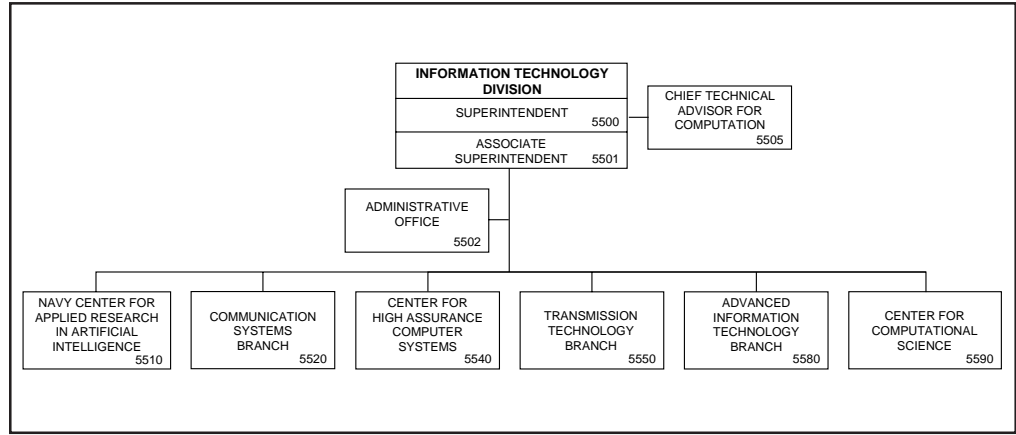 INFORMATION TECHNOLOGY
DIVISION
SUPERINTENDENT
5500
ASSOCIATE
SUPERINTENDENT
5501
CHIEF TECHNICAL
ADVISOR FOR
COMPUTATION
5505
ADMINISTRATIVE
OFFICE
5502
NAVY CENTER FOR
APPLIED RESEARCH
IN ARTIFICIAL
INTELLIGENCE
5510
COMMUNICATION
SYSTEMS
BRANCH
5520
CENTER FOR
HIGH ASSURANCE
COMPUTER
SYSTEMS
5540
TRANSMISSION
TECHNOLOGY
BRANCH
5550
ADVANCED
INFORMATION
TECHNOLOGY
BRANCH
5580
CENTER FOR
COMPUTATIONAL
SCIENCE
5590